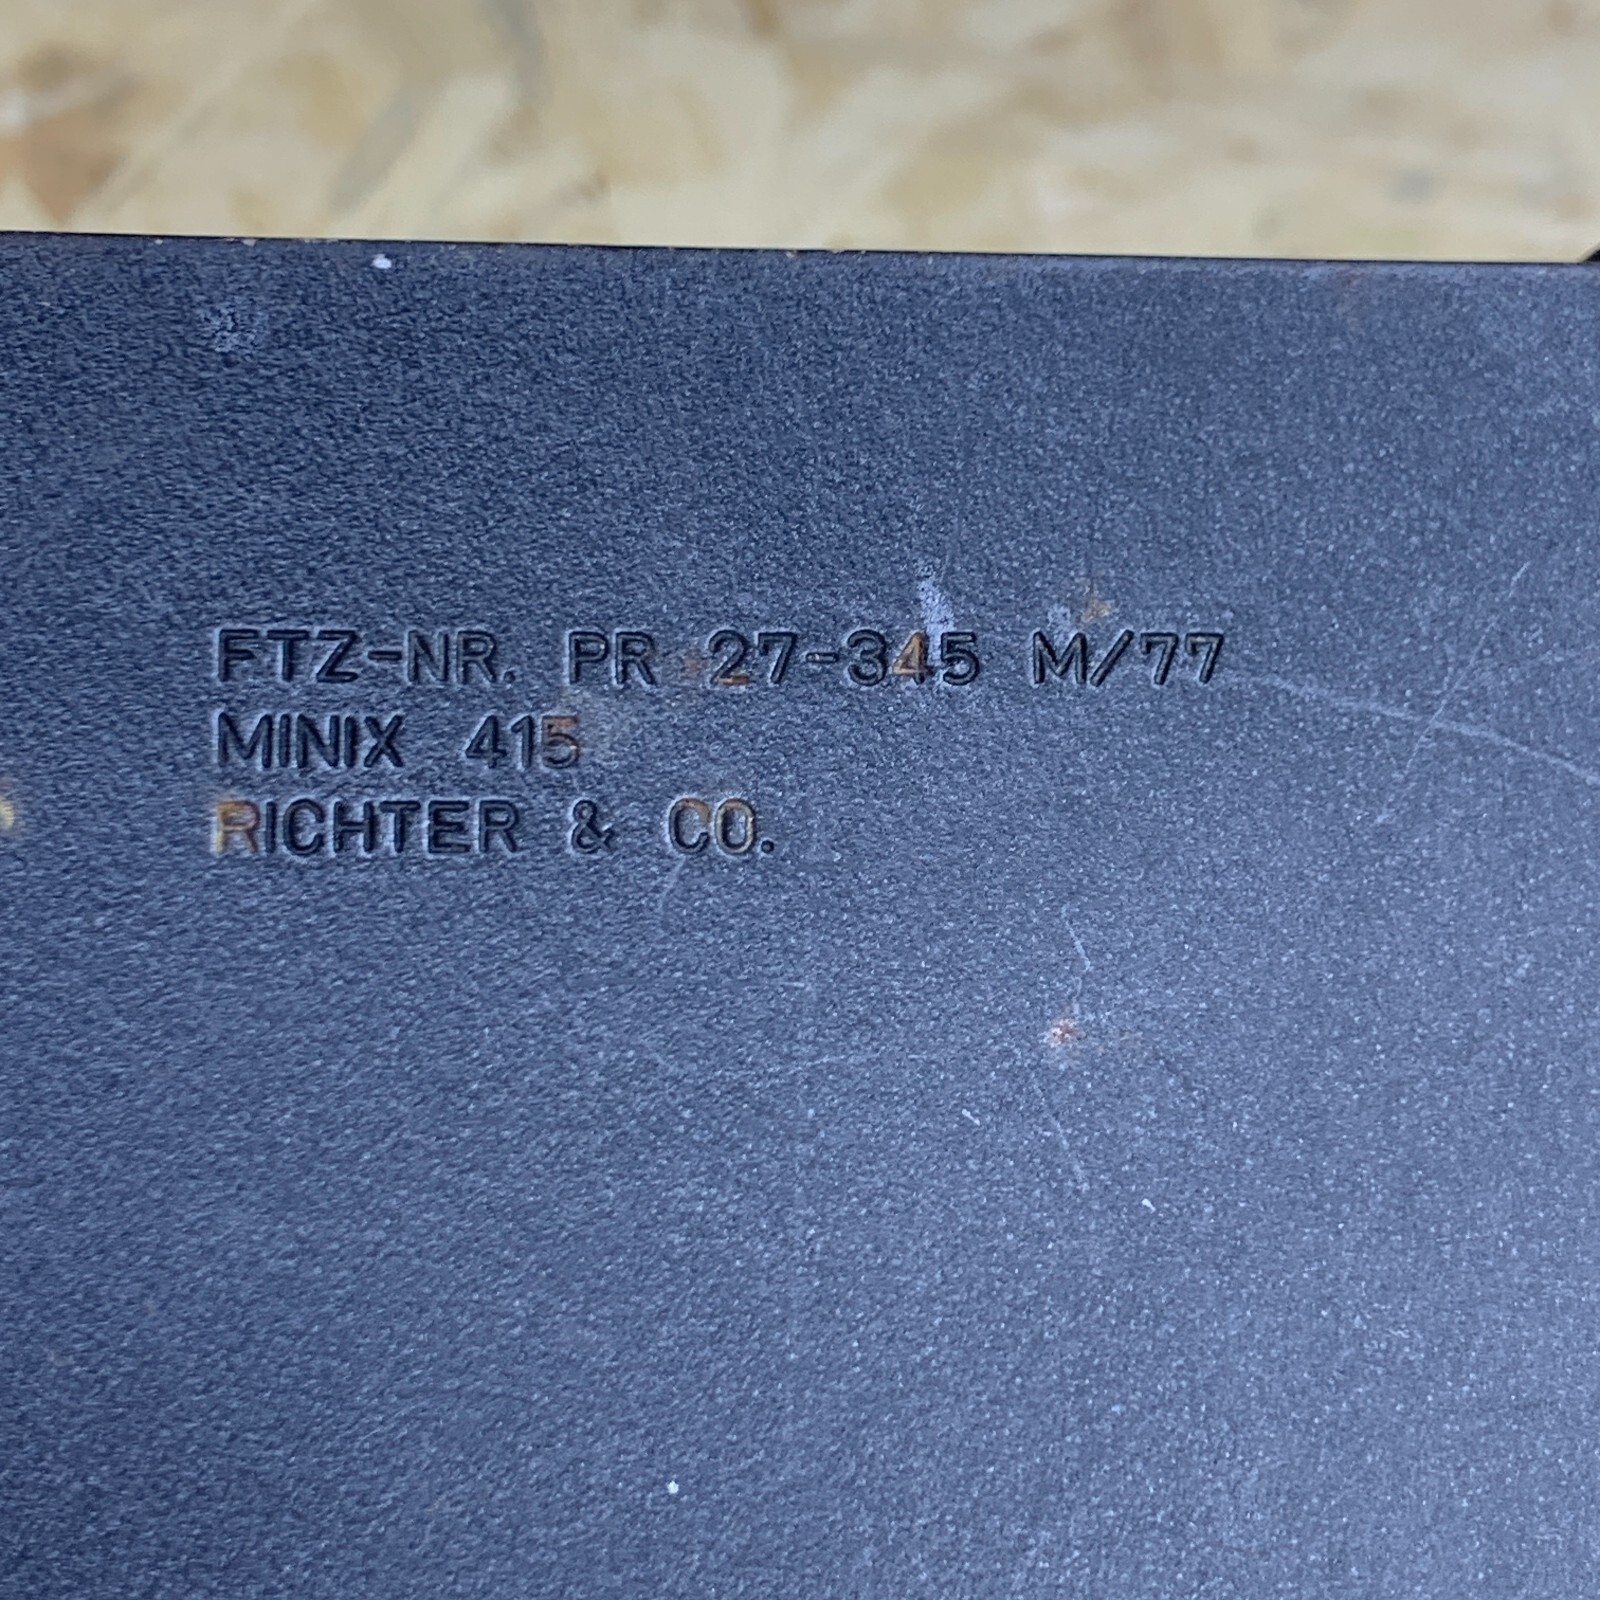 FTZ-NR. PR 27-345 M/77
MINIX 415
RICHTER & CO.